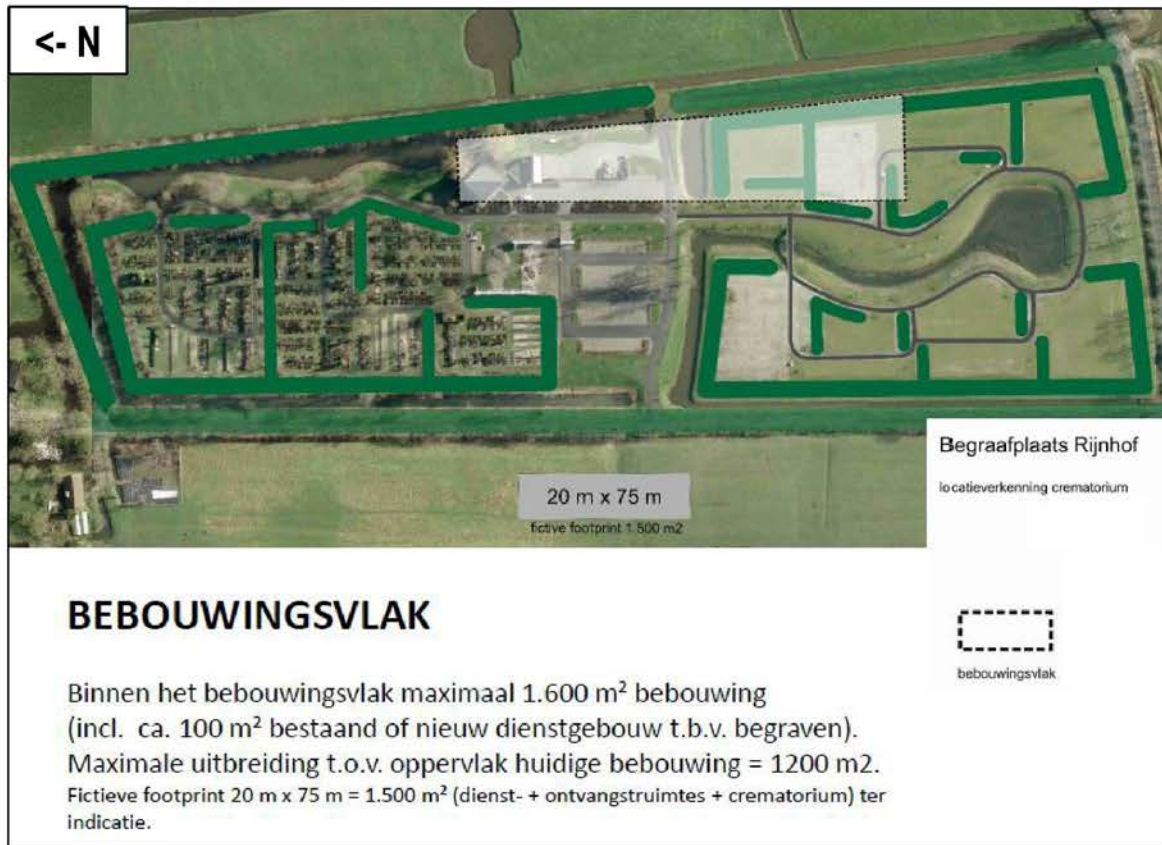 <- N
20 m x 75 m
fictive footprint 1.500 m2
Begraafplaats Rijnhof
locatieverkenning crematorium
bebouwingsvlak
BEBOUWINGSVLAK
Binnen het bebouwingsvlak maximaal 1.600 m² bebouwing
(incl. ca. 100 m² bestaand of nieuw dienstgebouw t.b.v. begraven).
Maximale uitbreiding t.o.v. oppervlak huidige bebouwing = 1200 m2.
Fictieve footprint 20 m x 75 m = 1.500 m² (dienst- + ontvangstruimtes + crematorium) ter
indicatie.